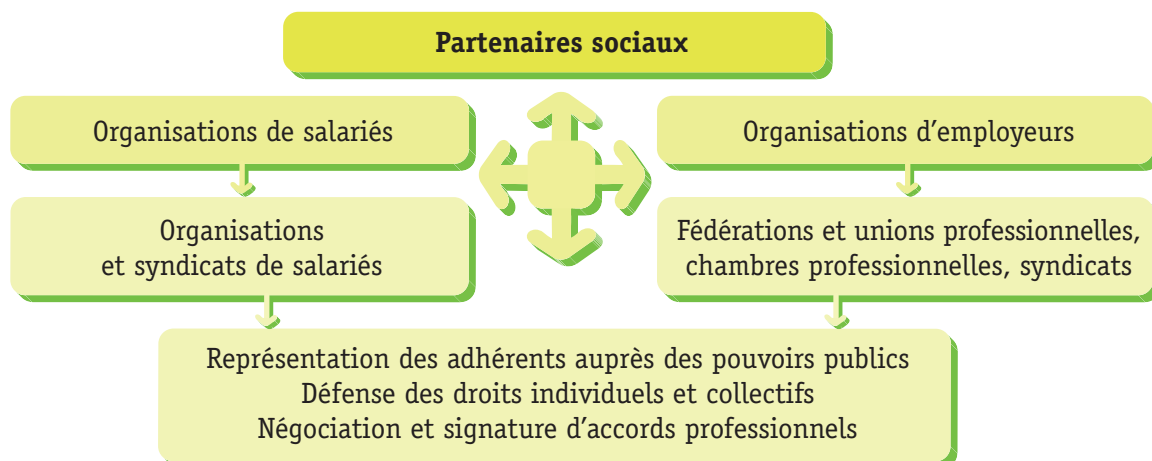 Partenaires sociaux
Organisations de salariés
Organisations d'employeurs
Organisations
et syndicats de salariés
Fédérations et unions professionnelles,
chambres professionnelles, syndicats
Représentation des adhérents auprès des pouvoirs publics
Défense des droits individuels et collectifs
Négociation et signature d'accords professionnels